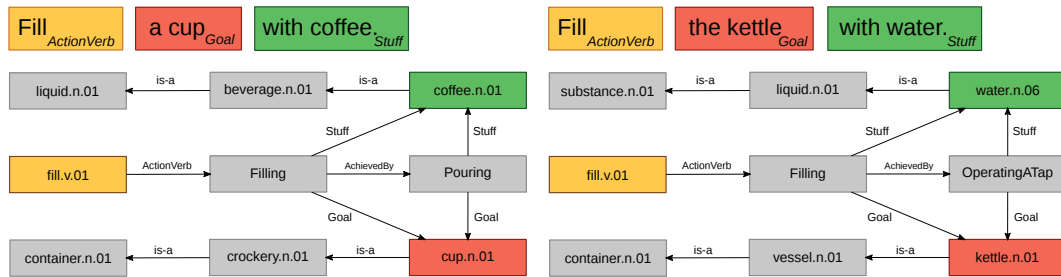 Fill ActionVerb a cup Goal with coffee. Stuff
liquid.n.01 is-a beverage.n.01 is-a coffee.n.01
Stuff Stuff
fill.v.01 ActionVerb Filling AchievedBy Pouring
Goal Goal
container.n.01 is-a crockery.n.01 is-a cup.n.01
Fill ActionVerb the kettle Goal with water. Stuff
substance.n.01 is-a liquid.n.01 is-a water.n.06
Stuff Stuff
fill.v.01 ActionVerb Filling AchievedBy OperatingATap
Goal Goal
container.n.01 is-a vessel.n.01 is-a kettle.n.01